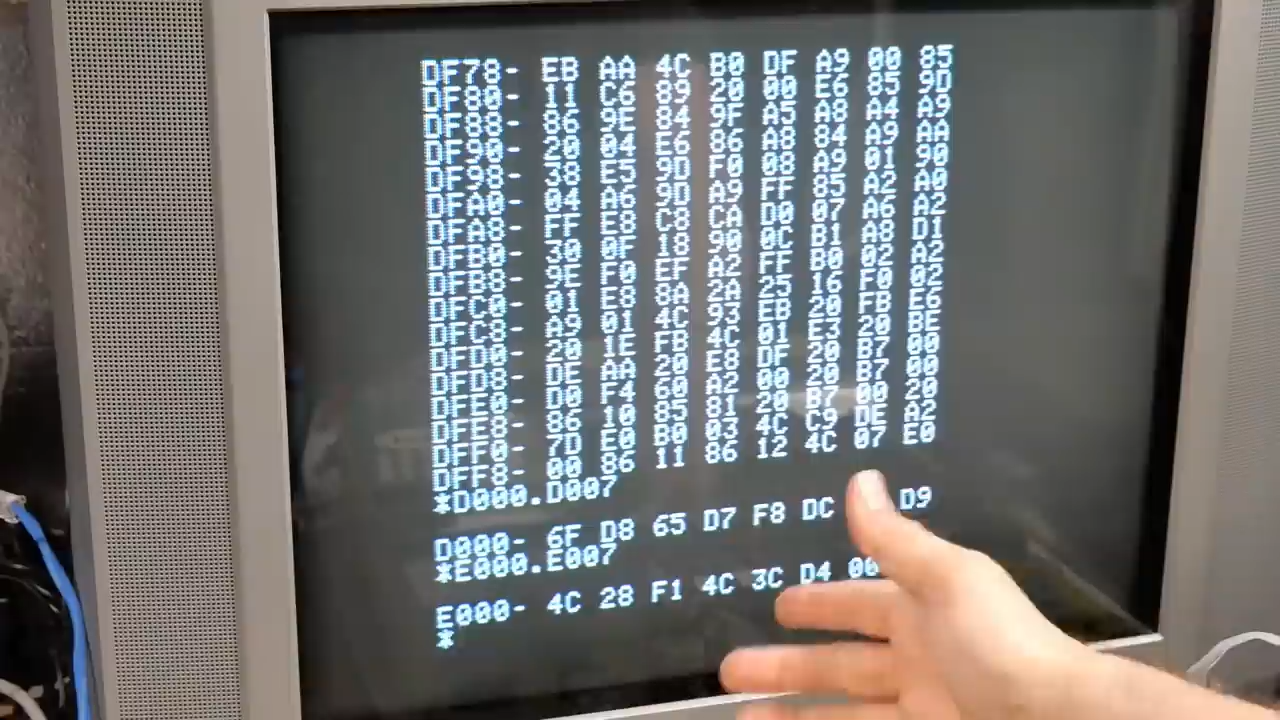 DF78- EB AA 4C B0 DF A9 00 85
DF80- 11 C6 89 20 00 E6 85 9D
DF88- 86 9E 84 9F A5 A8 A4 A9
DF90- 20 04 E6 86 A8 84 A9 AA
DF98- 38 E5 9D F0 08 A9 01 90
DFA0- 04 A6 9D A9 FF 85 A2 A0
DFA8- FF E8 C8 CA D0 07 A6 A2
DFB0- 30 0F 18 90 0C B1 A8 D1
DFB8- 9E F0 EF A2 FF B0 02 A2
DFC0- 01 E8 8A 2A 25 16 F0 02
DFC8- A9 01 4C 93 EB 20 FB E6
DFD0- 20 1E FB 4C 01 E3 20 BE
DFD8- DE AA 20 E8 DF 20 B7 00
DFE0- D0 F4 60 A2 00 20 B7 00
DFE8- 86 10 85 81 20 B7 00 20
DFF0- 7D E0 B0 03 4C C9 DE A2
DFF8- 00 86 11 86 12 4C 07 E0
*D000.D007
D000- 6F D8 65 D7 F8 DC D9
*E000.E007
E000- 4C 28 F1 4C 3C D4 00
*